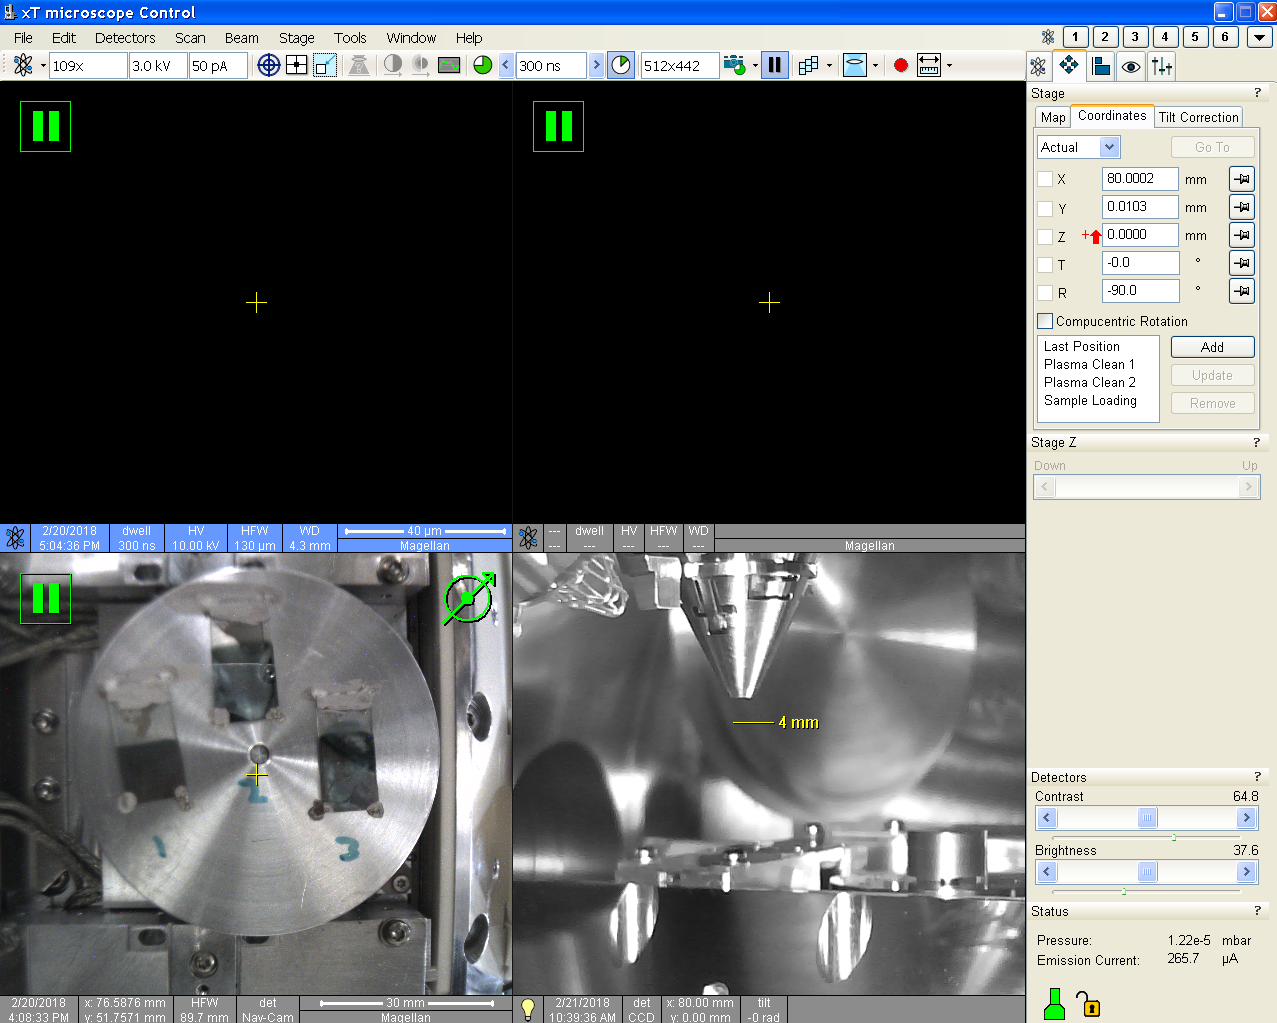 xT microscope Control
File Edit Detectors Scan Beam Stage Tools Window Help
1 2 3 4 5 6
109x 3.0 kV 50 pA 300 ns 512x442
Stage ?
Map Coordinates Tilt Correction
Actual Go To
X 80.0002 mm
Y 0.0103 mm
Z + 0.0000 mm
T -0.0 °
R -90.0 °
Compucentric Rotation
Last Position
Plasma Clean 1
Plasma Clean 2
Sample Loading
Add
Update
Remove
Stage Z ?
Down Up
2/20/2018 dwell HV HFW WD 40 µm
5:04:36 PM 300 ns 10.00 kV 130 µm 4.3 mm Magellan
--- dwell HV HFW WD
--- --- --- --- --- Magellan
1
2
3
4 mm
Detectors ?
Contrast 64.8
Brightness 37.6
Status ?
Pressure: 1.22e-5 mbar
Emission Current: 265.7 µA
2/20/2018 x: 76.5876 mm HFW det 30 mm
4:08:33 PM y: 51.7571 mm 89.7 mm Nav-Cam Magellan
2/21/2018 det x: 80.00 mm tilt
10:39:36 AM CCD y: 0.00 mm -0 rad